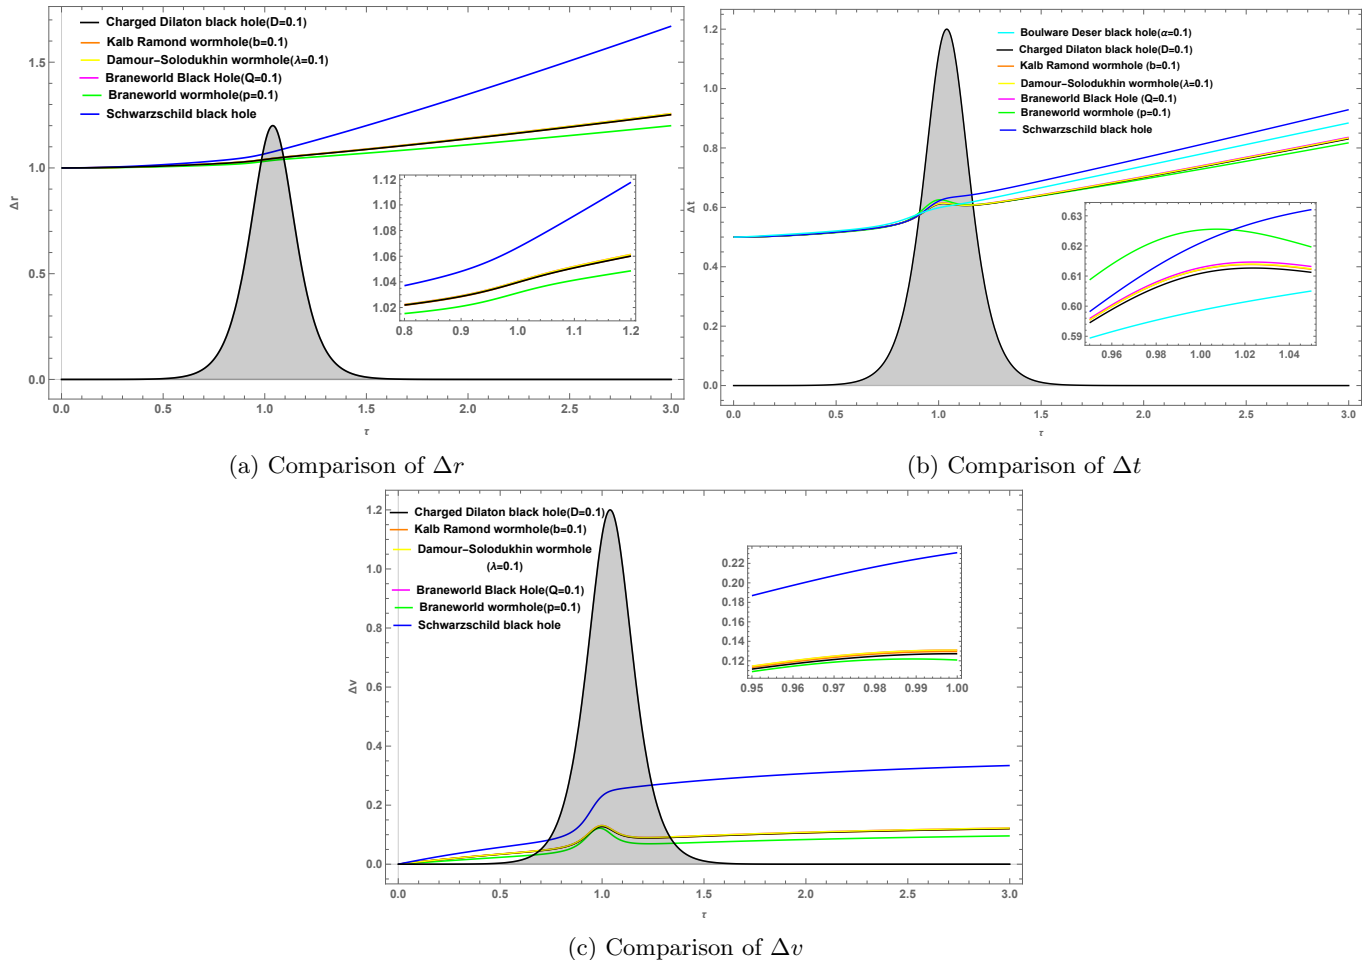 Charged Dilaton black hole(D=0.1)
Kalb Ramond wormhole(b=0.1)
Damour−Solodukhin wormhole(λ=0.1)
Braneworld Black Hole(Q=0.1)
Braneworld wormhole(p=0.1)
Schwarzschild black hole
1.5
1.0
0.5
0.0
Δr
1.12
1.10
1.08
1.06
1.04
1.02
0.8 0.9 1.0 1.1 1.2
0.0 0.5 1.0 1.5 2.0 2.5 3.0
τ
(a) Comparison of Δr
Boulware Deser black hole(α=0.1)
Charged Dilaton black hole(D=0.1)
Kalb Ramond wormhole (b=0.1)
Damour−Solodukhin wormhole(λ=0.1)
Braneworld Black Hole (Q=0.1)
Braneworld wormhole (p=0.1)
Schwarzschild black hole
1.2
1.0
0.8
0.6
0.4
0.2
0.0
Δt
0.63
0.62
0.61
0.60
0.59
0.96 0.98 1.00 1.02 1.04
0.0 0.5 1.0 1.5 2.0 2.5 3.0
τ
(b) Comparison of Δt
Charged Dilaton black hole(D=0.1)
Kalb Ramond wormhole(b=0.1)
Damour−Solodukhin wormhole
(λ=0.1)
Braneworld Black Hole(Q=0.1)
Braneworld wormhole(p=0.1)
Schwarzschild black hole
1.2
1.0
0.8
0.6
0.4
0.2
0.0
Δv
0.22
0.20
0.18
0.16
0.14
0.12
0.95 0.96 0.97 0.98 0.99 1.00
0.0 0.5 1.0 1.5 2.0 2.5 3.0
τ
(c) Comparison of Δv